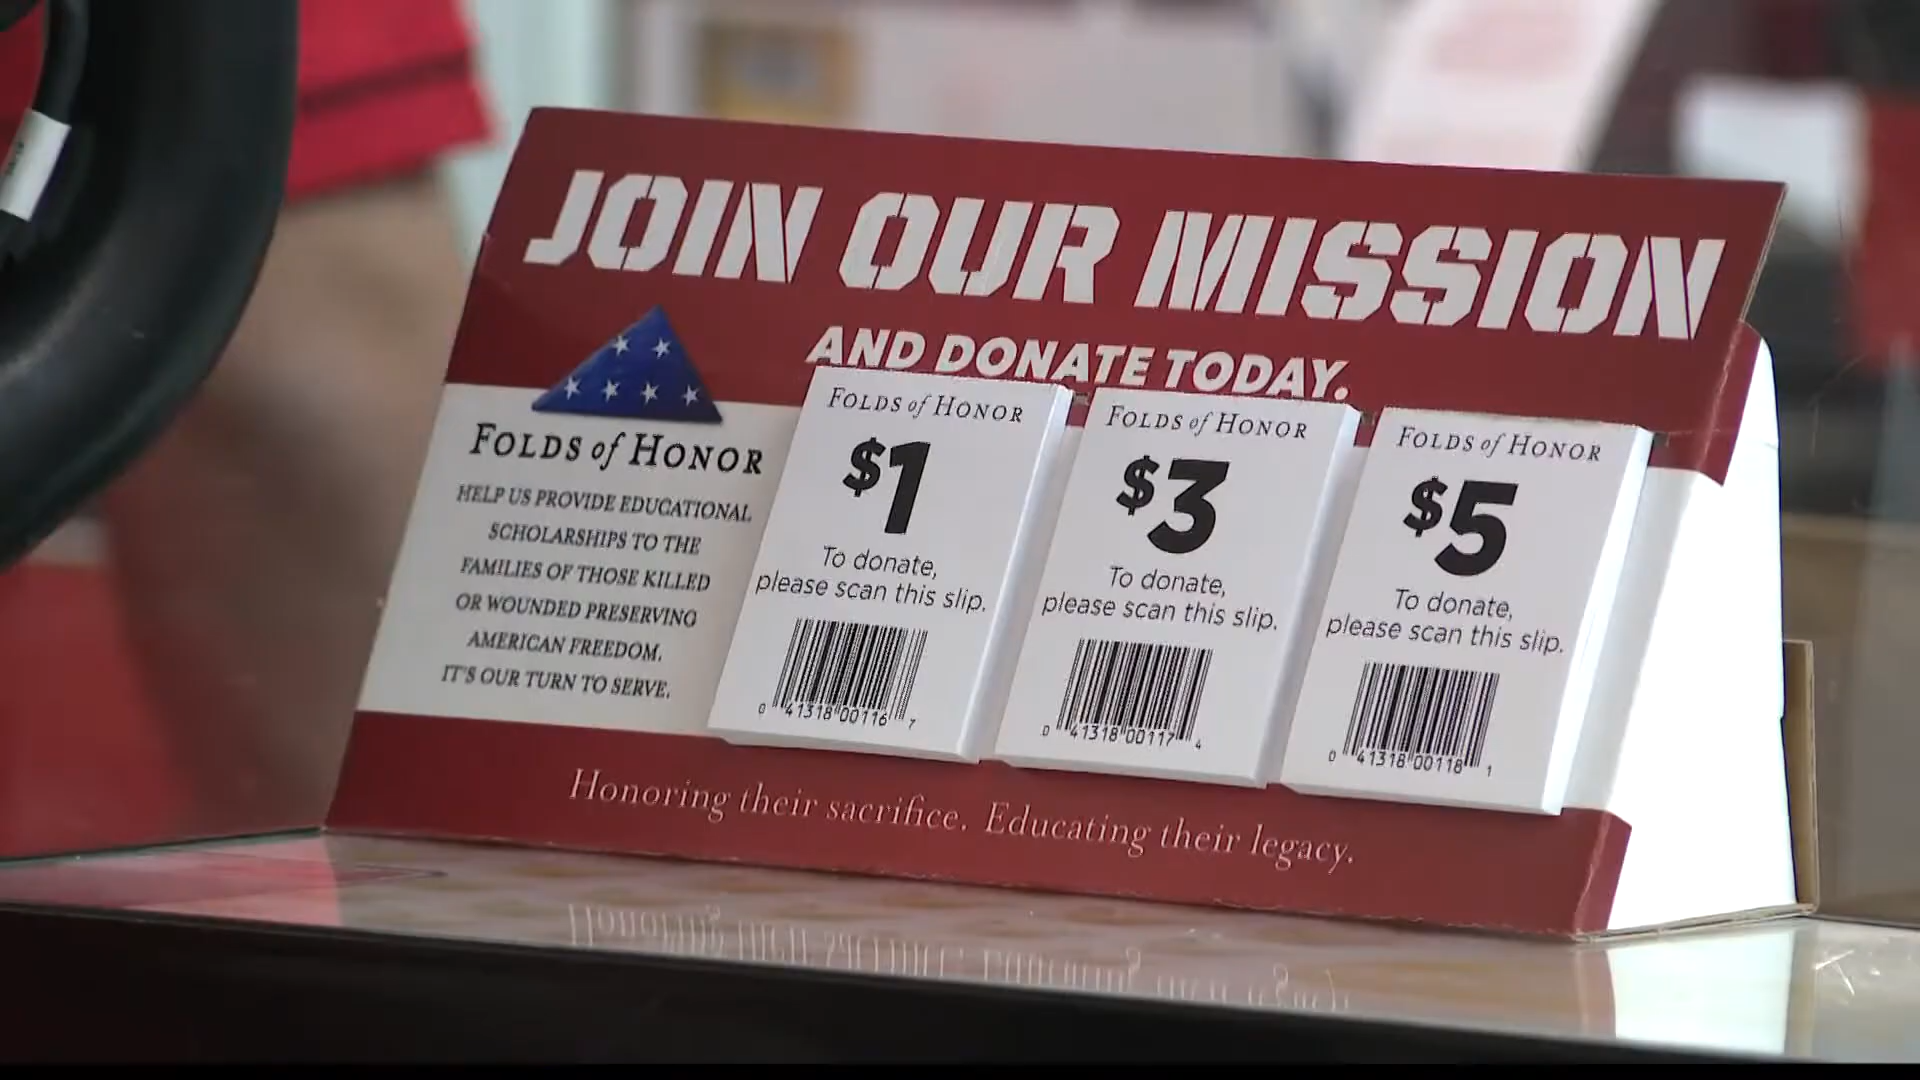 JOIN OUR MISSION
AND DONATE TODAY.
FOLDS of HONOR
HELP US PROVIDE EDUCATIONAL
SCHOLARSHIPS TO THE
FAMILIES OF THOSE KILLED
OR WOUNDED PRESERVING
AMERICAN FREEDOM.
IT'S OUR TURN TO SERVE.
FOLDS of HONOR
$1
To donate,
please scan this slip.
0 41318 00116 7
FOLDS of HONOR
$3
To donate,
please scan this slip.
0 41318 00117 4
FOLDS of HONOR
$5
To donate,
please scan this slip.
0 41318 00118 1
Honoring their sacrifice. Educating their legacy.